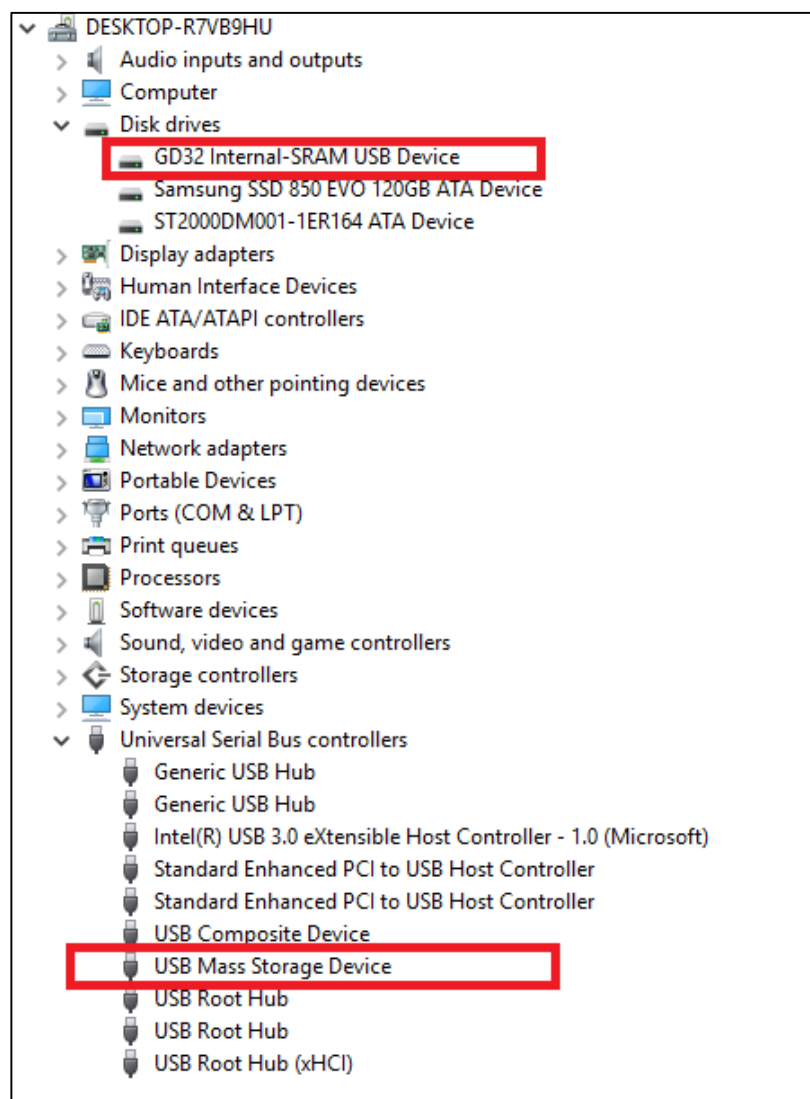 DESKTOP-R7VB9HU
Audio inputs and outputs
Computer
Disk drives
GD32 Internal-SRAM USB Device
Samsung SSD 850 EVO 120GB ATA Device
ST2000DM001-1ER164 ATA Device
Display adapters
Human Interface Devices
IDE ATA/ATAPI controllers
Keyboards
Mice and other pointing devices
Monitors
Network adapters
Portable Devices
Ports (COM & LPT)
Print queues
Processors
Software devices
Sound, video and game controllers
Storage controllers
System devices
Universal Serial Bus controllers
Generic USB Hub
Generic USB Hub
Intel(R) USB 3.0 eXtensible Host Controller - 1.0 (Microsoft)
Standard Enhanced PCI to USB Host Controller
Standard Enhanced PCI to USB Host Controller
USB Composite Device
USB Mass Storage Device
USB Root Hub
USB Root Hub
USB Root Hub (xHCI)